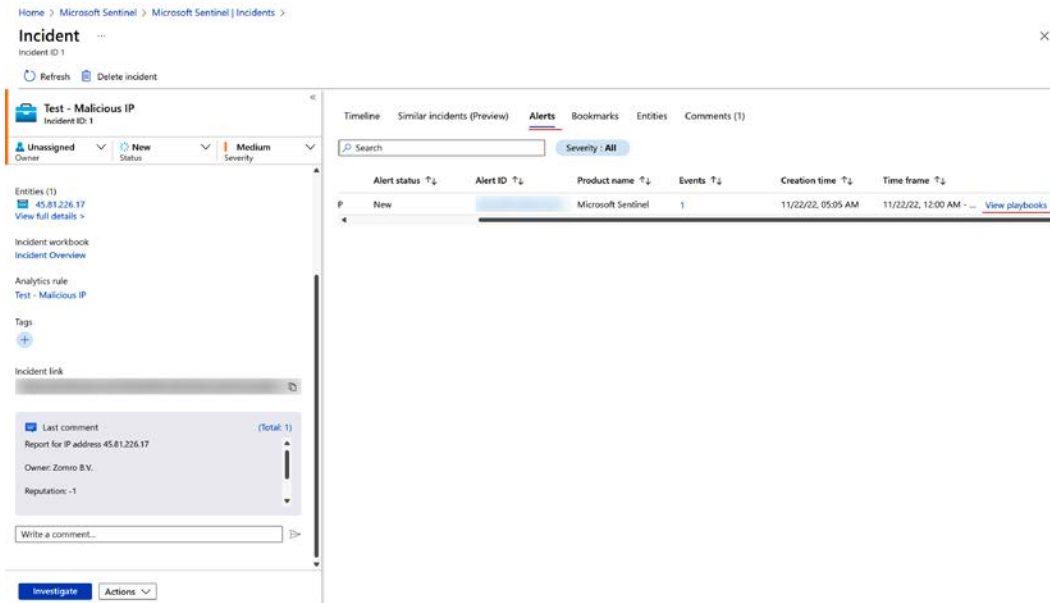 Home > Microsoft Sentinel > Microsoft Sentinel | Incidents >
Incident ...
Incident ID 1
Refresh Delete incident
Test - Malicious IP
Incident ID: 1
Unassigned
Owner
New
Status
Medium
Severity
Entities (1)
45.81.226.17
View full details >
Incident workbook
Incident Overview
Analytics rule
Test - Malicious IP
Tags
+
Incident link
Last comment (Total: 1)
Report for IP address 45.81.226.17
Owner: Zomro B.V.
Reputation: -1
Write a comment...
Investigate Actions
Timeline Similar incidents (Preview) Alerts Bookmarks Entities Comments (1)
Search Severity : All
Alert status Alert ID Product name Events Creation time Time frame
P New Microsoft Sentinel 1 11/22/22, 05:05 AM 11/22/22, 12:00 AM - ... View playbooks